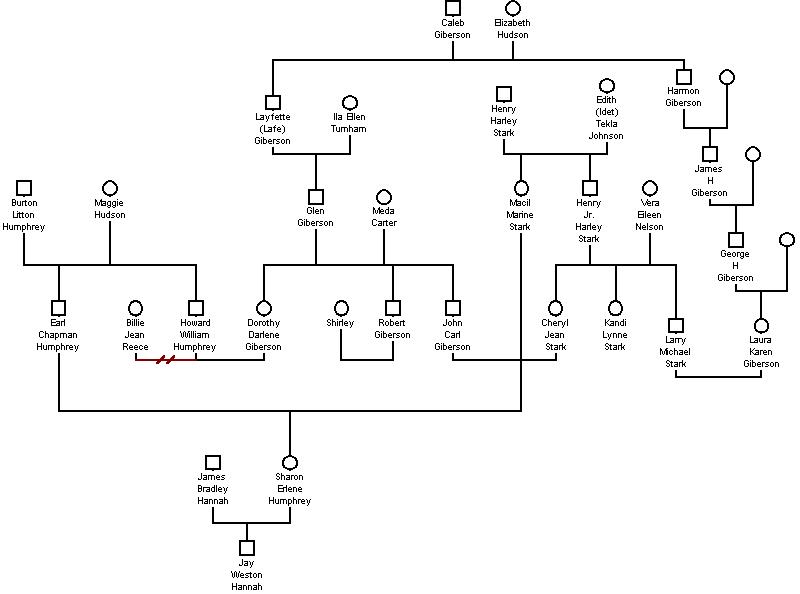 Caleb
Giberson
Elizabeth
Hudson
Harmon
Giberson
Layfette
(Lafe)
Giberson
Ila Ellen
Turnham
Henry
Harley
Stark
Edith
(Idet)
Tekla
Johnson
James
H
Giberson
Burton
Litton
Humphrey
Maggie
Hudson
Glen
Giberson
Meda
Carter
Macil
Marine
Stark
Henry
Jr.
Harley
Stark
Vera
Eileen
Nelson
George
H
Giberson
Earl
Chapman
Humphrey
Billie
Jean
Reece
Howard
William
Humphrey
Dorothy
Darlene
Giberson
Shirley
Robert
Giberson
John
Carl
Giberson
Cheryl
Jean
Stark
Kandi
Lynne
Stark
Larry
Michael
Stark
Laura
Karen
Giberson
James
Bradley
Hannah
Sharon
Erlene
Humphrey
Jay
Weston
Hannah